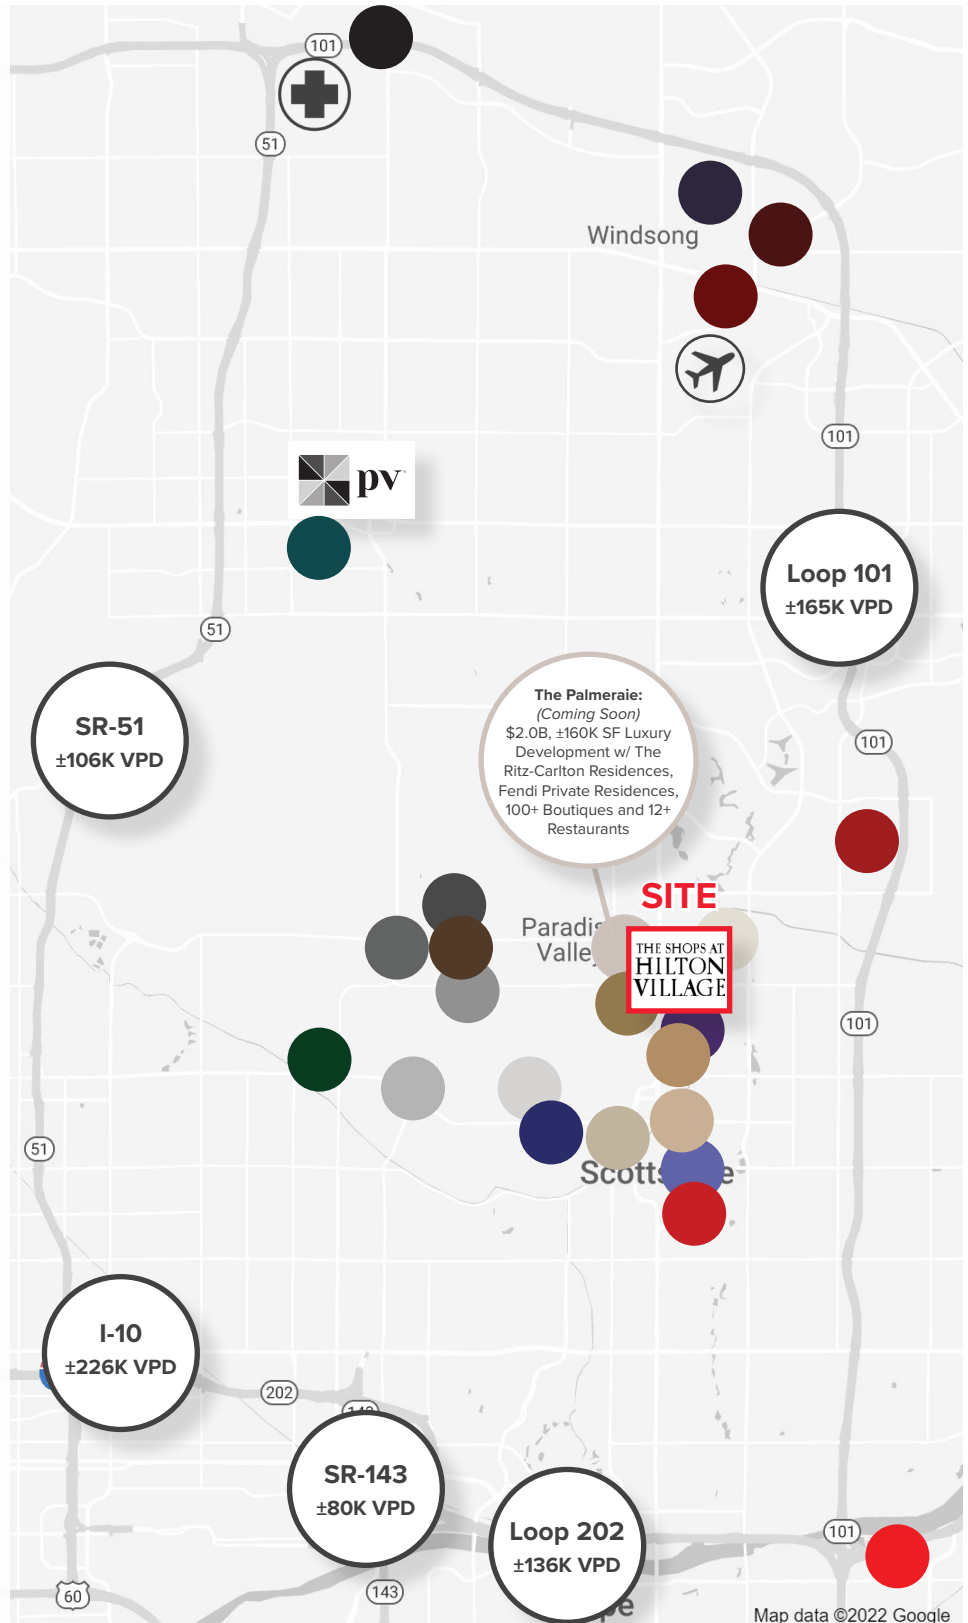 101
51
Windsong
101
pv
Loop 101
±165K VPD
51
The Palmeraie:
(Coming Soon)
$2.0B, ±160K SF Luxury
Development w/ The
Ritz-Carlton Residences,
Fendi Private Residences,
100+ Boutiques and 12+
Restaurants
SR-51
±106K VPD
101
SITE
THE SHOPS AT
HILTON
VILLAGE
101
51
I-10
±226K VPD
202
SR-143
±80K VPD
Loop 202
±136K VPD
101
60
143
Map data ©2022 Google